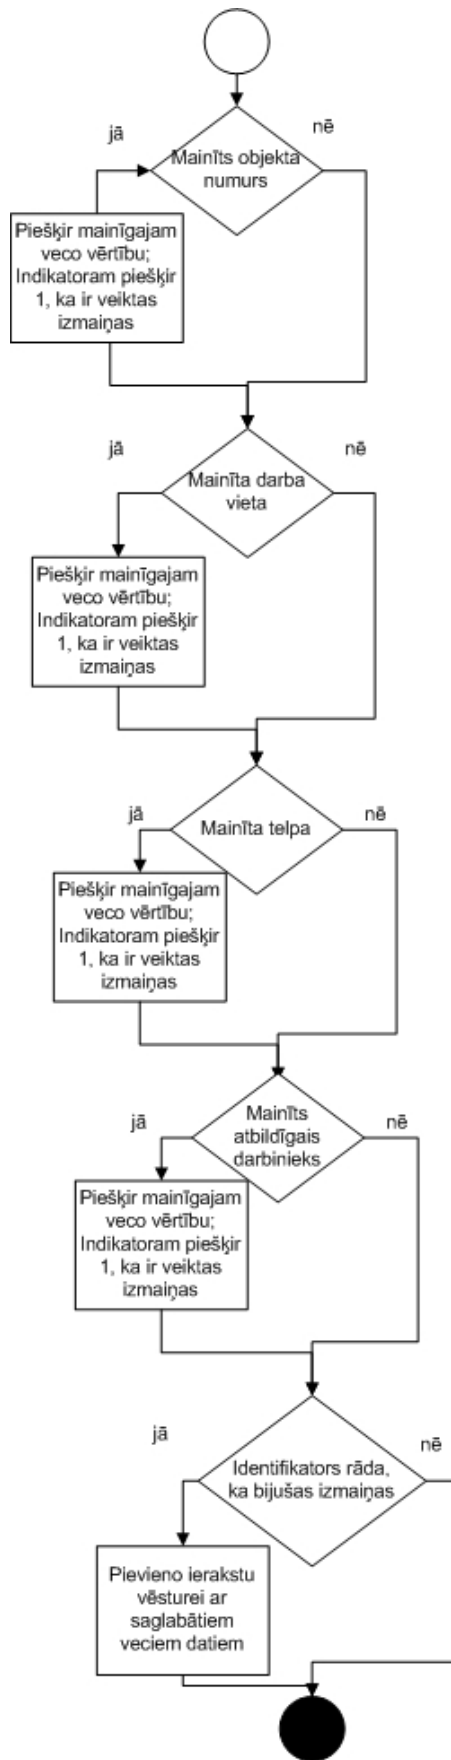 jā
nē
Mainīts objekta
numurs
Piešķir mainīgajam
veco vērtību;
Indikatoram piešķir
1, ka ir veiktas
izmaiņas
jā
nē
Mainīta darba
vieta
Piešķir mainīgajam
veco vērtību;
Indikatoram piešķir
1, ka ir veiktas
izmaiņas
jā
nē
Mainīta telpa
Piešķir mainīgajam
veco vērtību;
Indikatoram piešķir
1, ka ir veiktas
izmaiņas
jā
nē
Mainīts
atbildīgais
darbinieks
Piešķir mainīgajam
veco vērtību;
Indikatoram piešķir
1, ka ir veiktas
izmaiņas
jā
nē
Identifikators rāda,
ka bijušas izmaiņas
Pievieno ierakstu
vēsturei ar
saglabātiem
veciem datiem